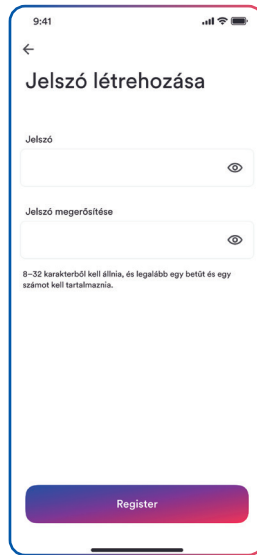 9:41
Jelszó létrehozása
Jelszó
Jelszó megerősítése
8–32 karakterből kell állnia, és legalább egy betűt és egy
számot kell tartalmaznia.
Register